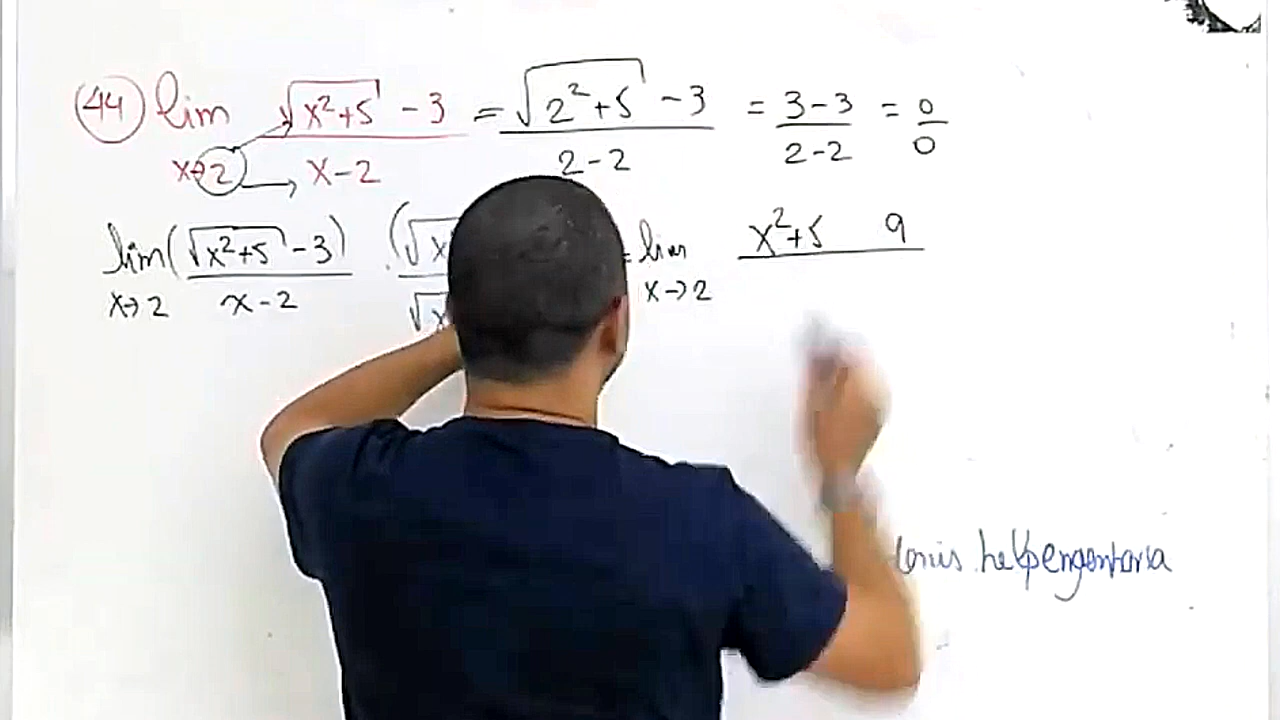 44 lim x→2 (√(x²+5) - 3)/(x-2) = (√(2²+5) - 3)/(2-2) = (3-3)/(2-2) = 0/0
lim x→2 (√(x²+5) - 3)/(x-2) · (√x /√x = lim x→2 x²+5 9
helpengenharia